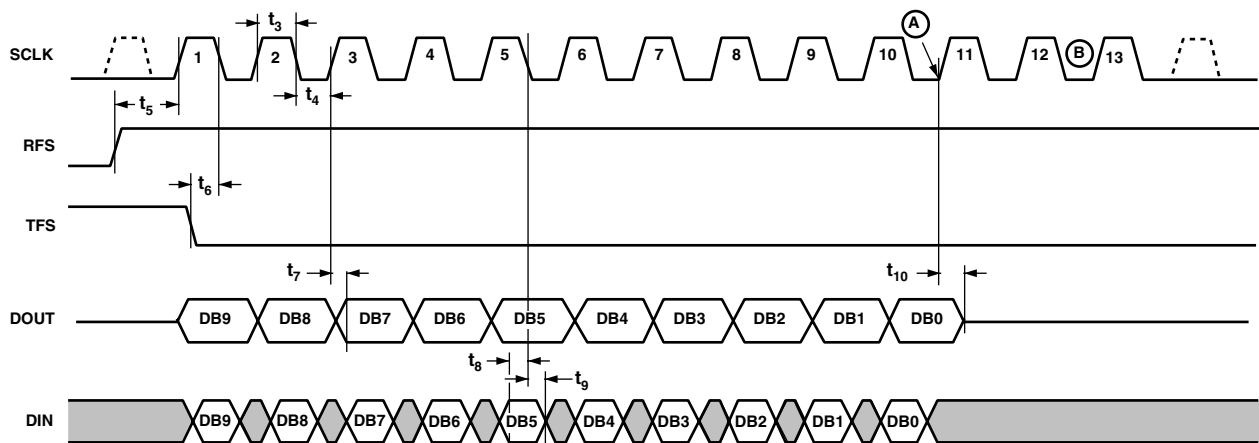 t3 A
SCLK 1 2 3 4 5 6 7 8 9 10 11 12 B 13
t4
t5
RFS
t6
TFS
t7 t10
DOUT DB9 DB8 DB7 DB6 DB5 DB4 DB3 DB2 DB1 DB0
t8
t9
DIN DB9 DB8 DB7 DB6 DB5 DB4 DB3 DB2 DB1 DB0